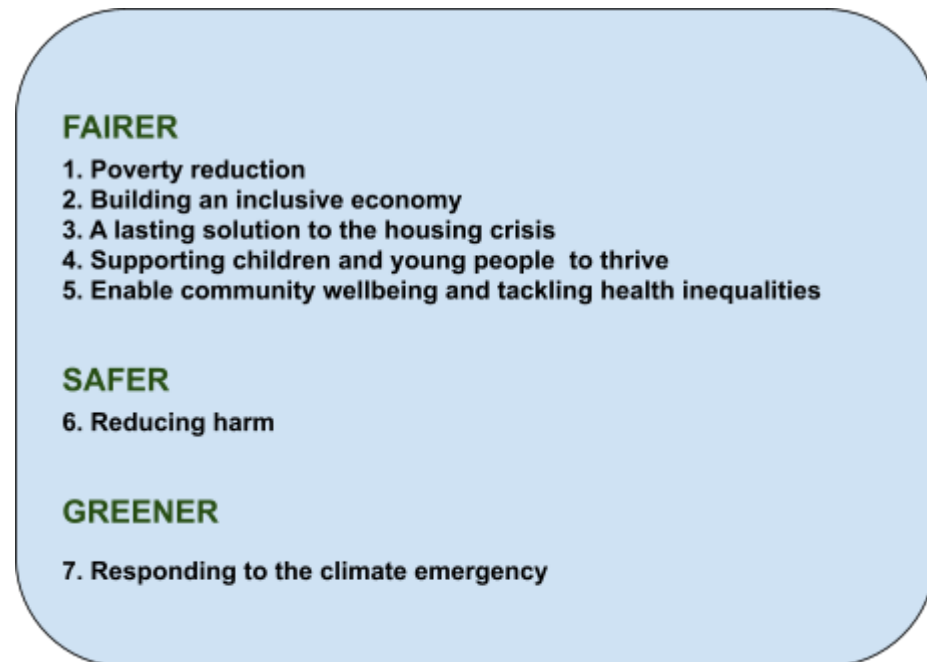 FAIRER
1. Poverty reduction
2. Building an inclusive economy
3. A lasting solution to the housing crisis
4. Supporting children and young people  to thrive
5. Enable community wellbeing and tackling health inequalities
SAFER
6. Reducing harm
GREENER
7. Responding to the climate emergency